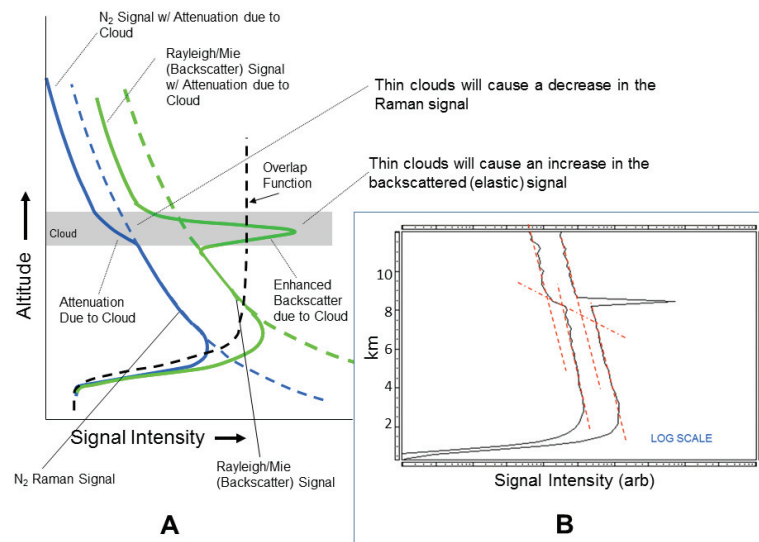 N₂ Signal w/ Attenuation due to
Cloud
Rayleigh/Mie
(Backscatter) Signal
w/ Attenuation due to
Cloud
Thin clouds will cause a decrease in the
Raman signal
Overlap
Function
Thin clouds will cause an increase in the
backscattered (elastic) signal
Altitude
Cloud
Attenuation
Due to Cloud
Enhanced
Backscatter
due to Cloud
Signal Intensity
N₂ Raman Signal
Rayleigh/Mie
(Backscatter) Signal
A
10
8
6
4
2
km
LOG SCALE
Signal Intensity (arb)
B